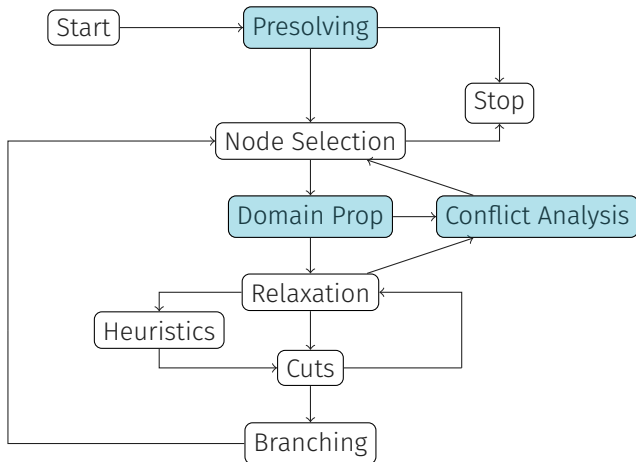 Start
Presolving
Stop
Node Selection
Domain Prop
Conflict Analysis
Relaxation
Heuristics
Cuts
Branching